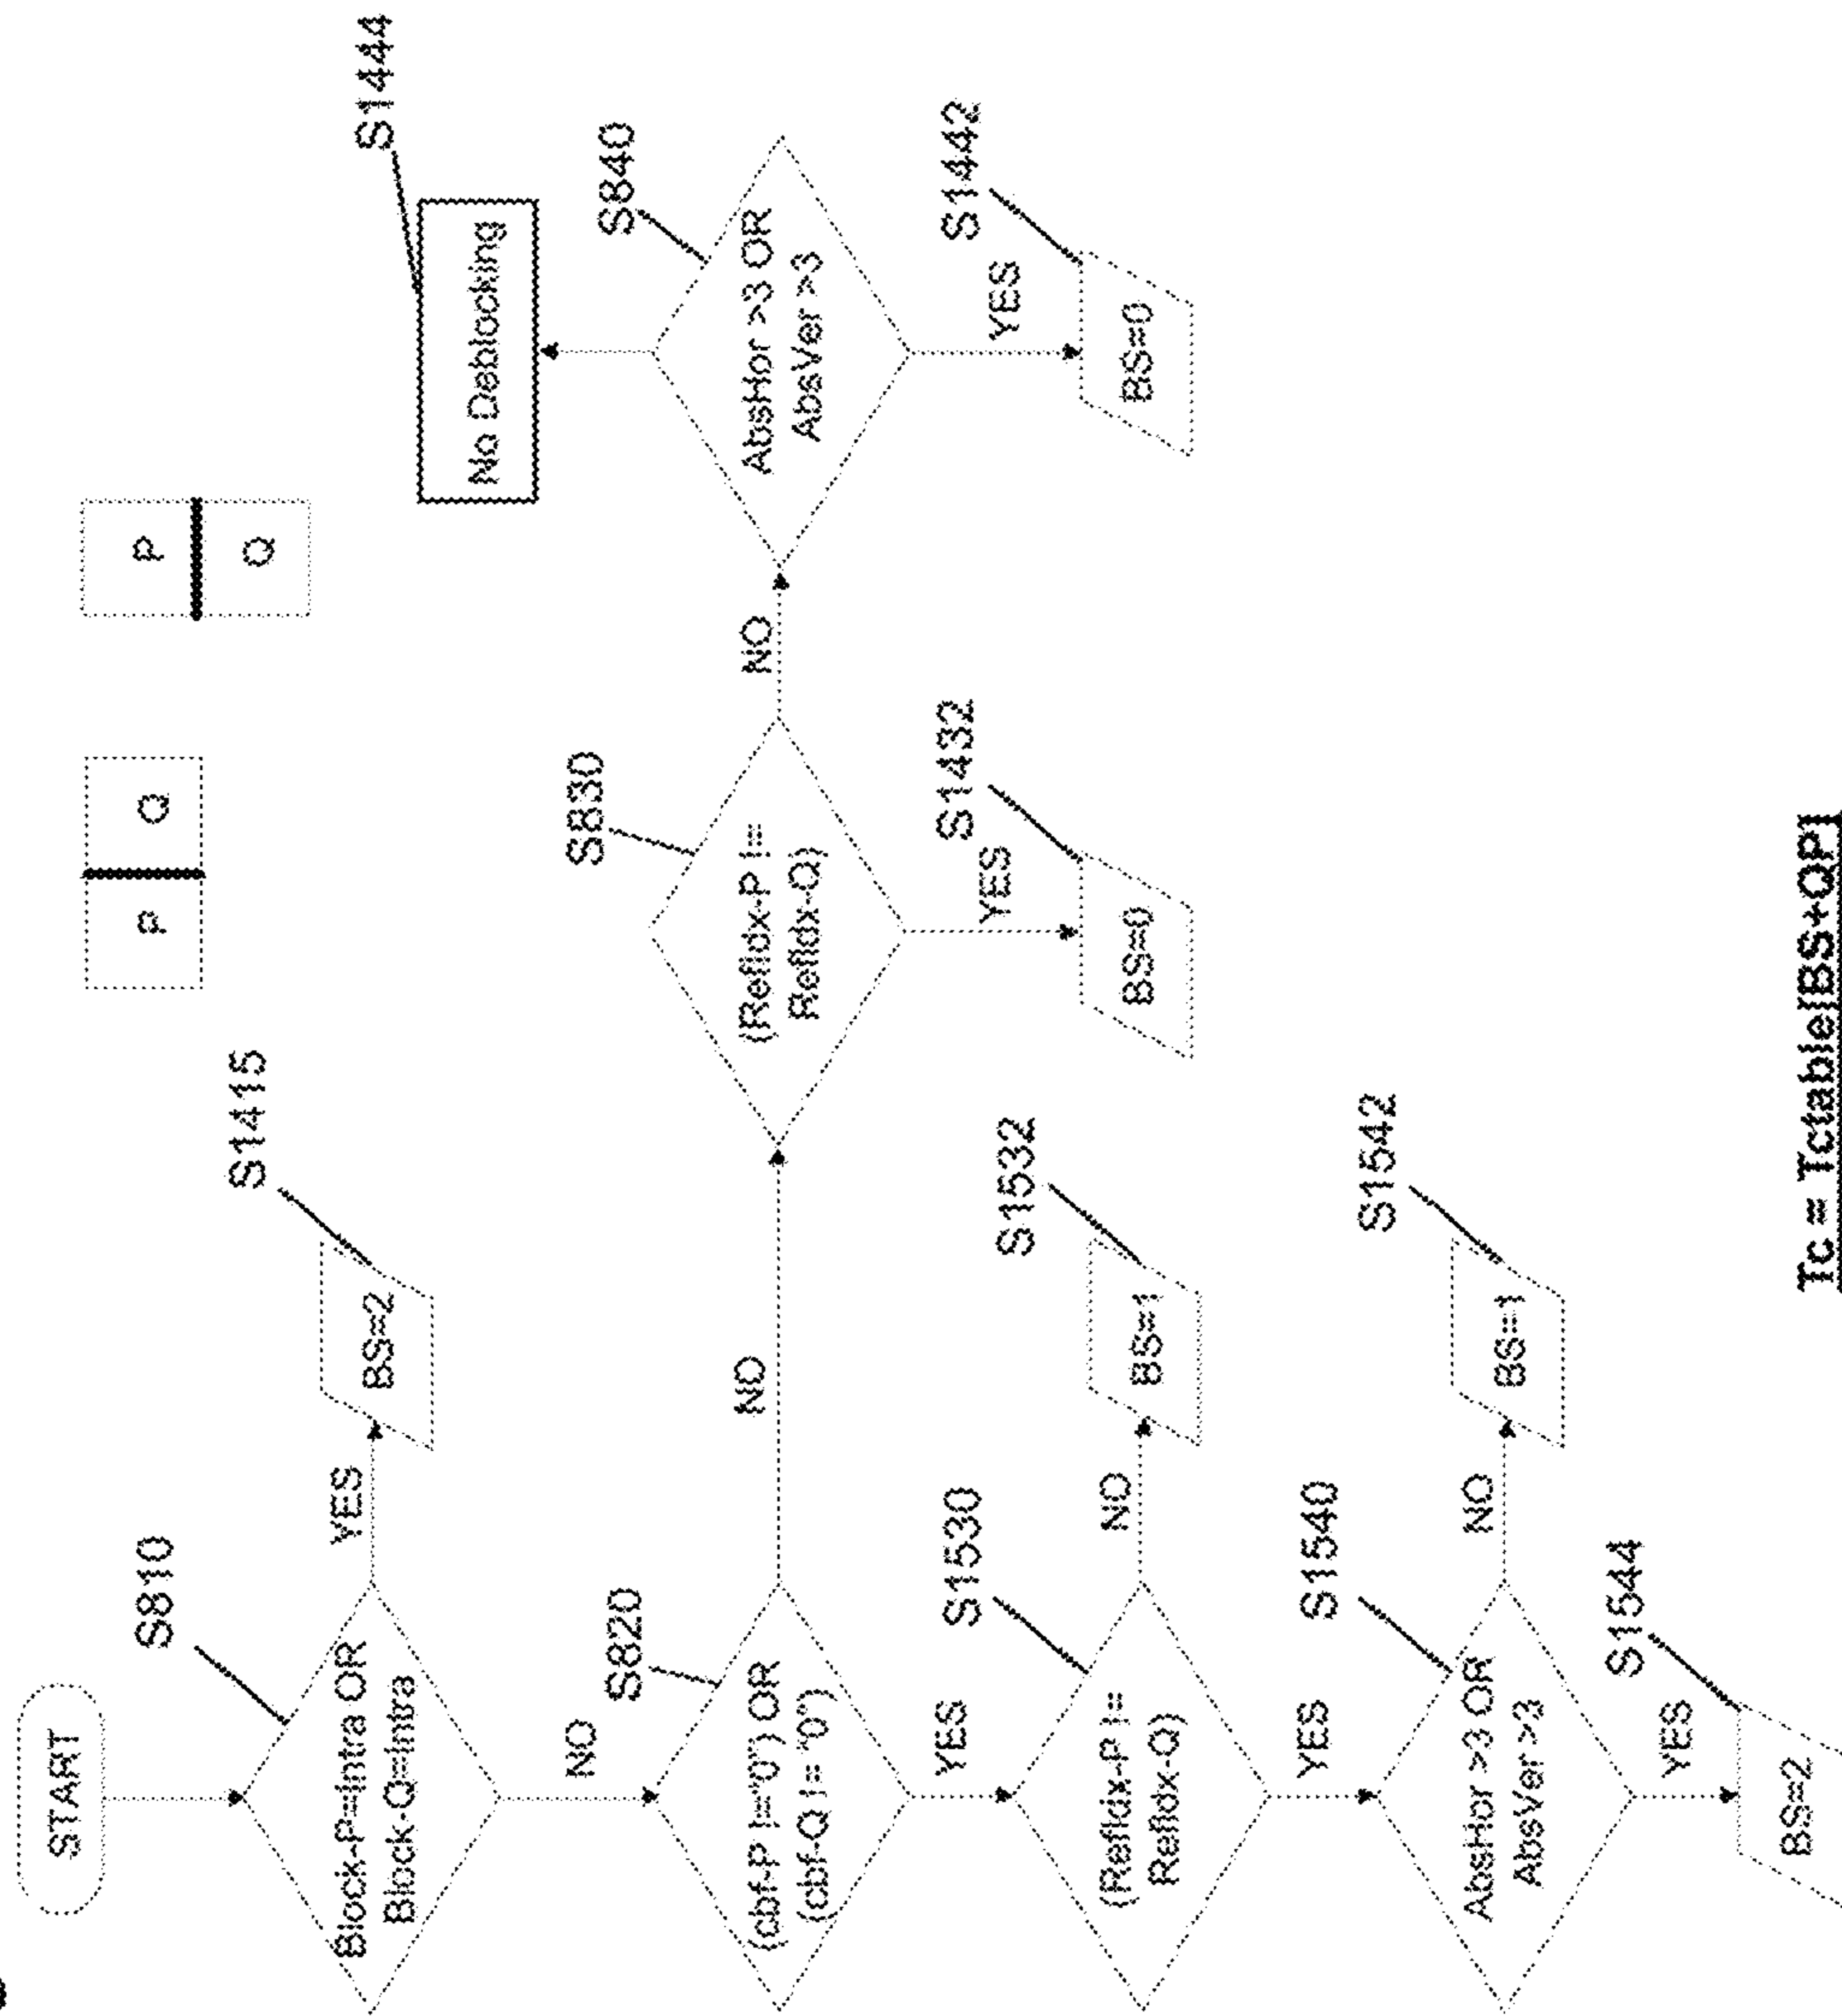 START
S810
Block-P=Intra OR
Block-Q=Intra
YES
S1415
BS=2
P
Q
P
Q
NO
S820
(cbf-P !="0") OR
(cbf-Q != "0")
NO
S830
(RefIdx-P !=
RefIdx-Q)
NO
S840
AbsHor >3 OR
AbsVer >3
S1444
No Deblocking
YES
S1432
BS=0
YES
S1442
BS=0
YES
S1530
(RefIdx-P !=
RefIdx-Q)
NO
S1532
BS=1
YES
S1540
AbsHor >3 OR
AbsVer >3
NO
S1542
BS=1
YES
S1544
BS=2
Tc = Tctable[BS+QP]